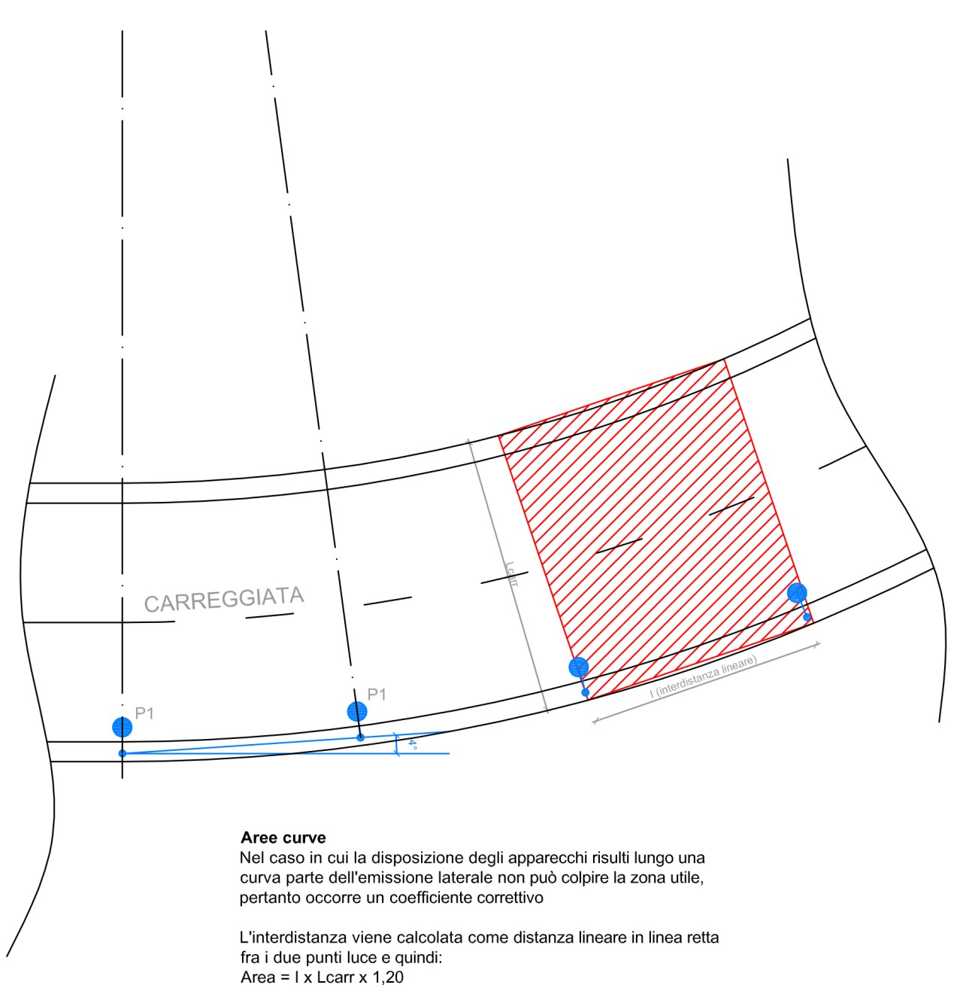 Lcarr
I (interdistanza lineare)
CARREGGIATA
P1
P1
4°
Aree curve
Nel caso in cui la disposizione degli apparecchi risulti lungo una
curva parte dell'emissione laterale non può colpire la zona utile,
pertanto occorre un coefficiente correttivo
L'interdistanza viene calcolata come distanza lineare in linea retta
fra i due punti luce e quindi:
Area = I x Lcarr x 1,20